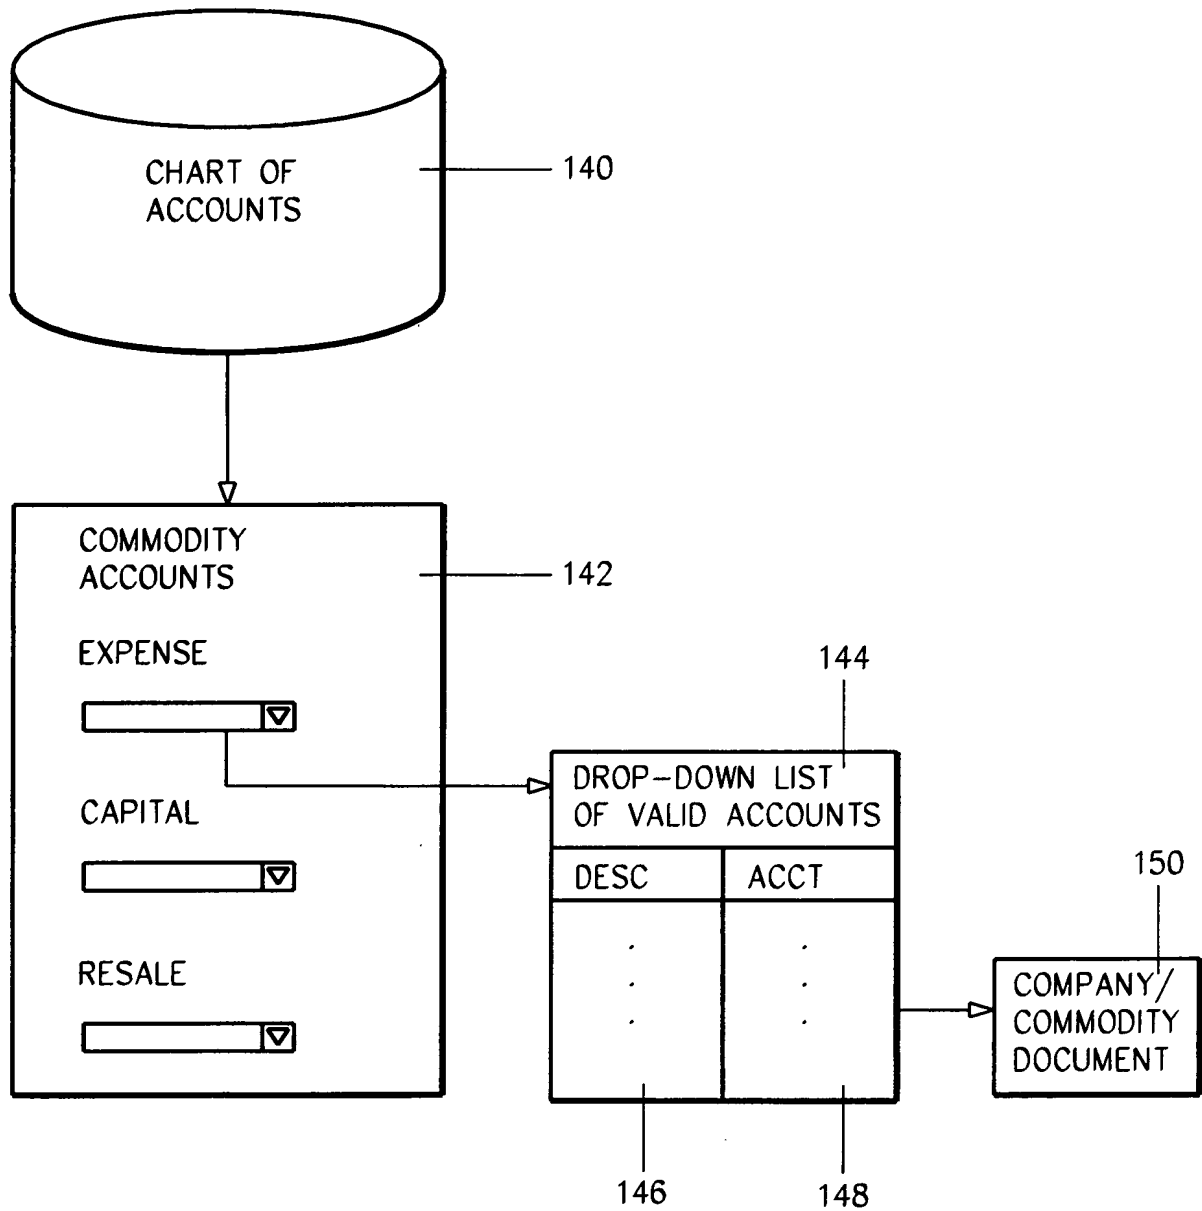 CHART OF
ACCOUNTS
140
COMMODITY
ACCOUNTS
142
EXPENSE
CAPITAL
RESALE
144
DROP-DOWN LIST
OF VALID ACCOUNTS
DESC ACCT
146
148
150
COMPANY/
COMMODITY
DOCUMENT